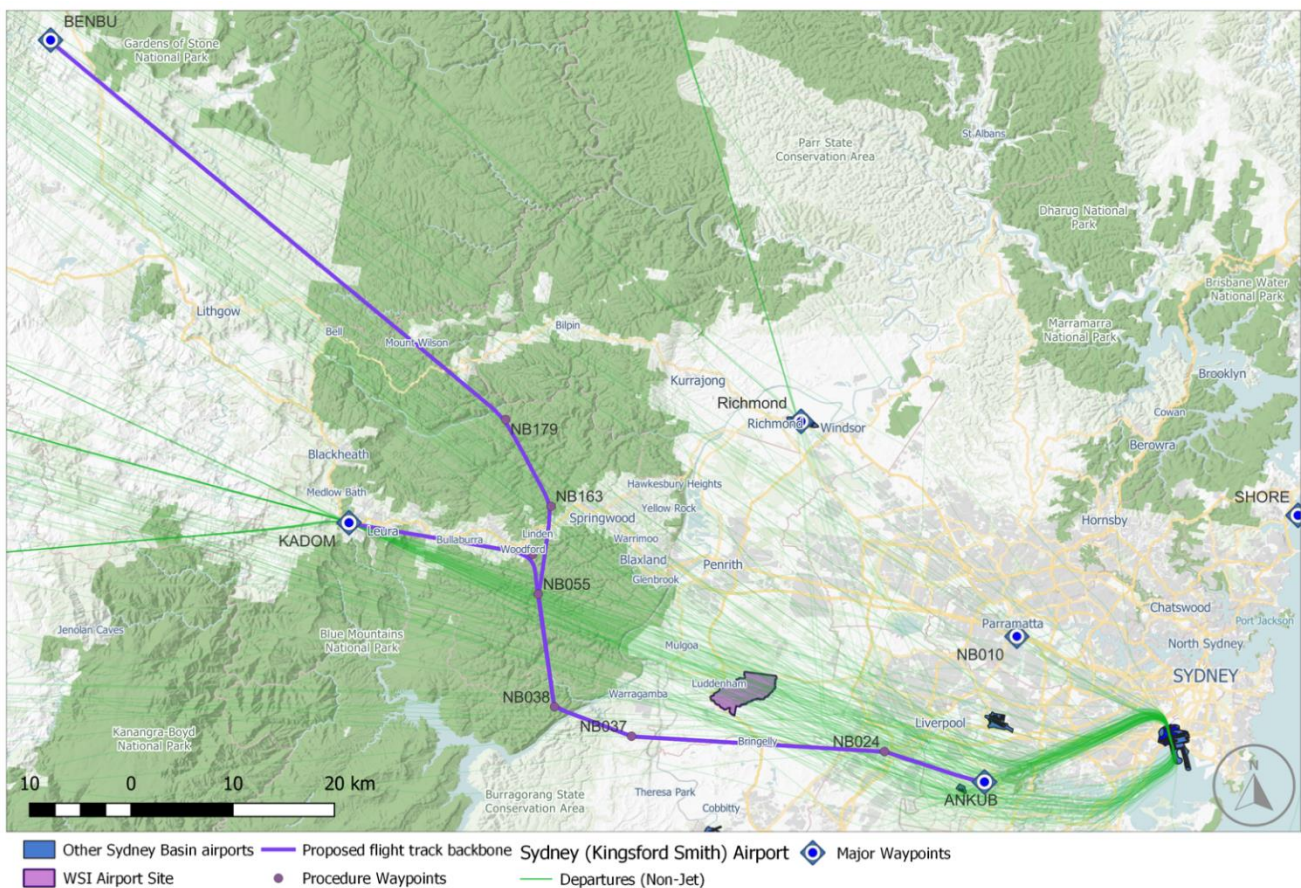 BENBU
Gardens of Stone
National Park
St Albans
Parr State
Conservation Area
Dharug National
Park
Brisbane Water
National Park
Lithgow
Bell
Mount Wilson
Bilpin
Marramarra
National Park
Brooklyn
Kurrajong
Richmond
Richmond
Windsor
Cowan
Berowra
NB179
Blackheath
Medlow Bath
NB163
Hawkesbury Heights
Springwood
Yellow Rock
SHORE
Hornsby
KADOM
Leura
Bullaburra
Linden
Woodford
Warrimoo
Blaxland
Glenbrook
Penrith
NB055
Chatswood
Jenolan Caves
Blue Mountains
National Park
Mulgoa
Parramatta
NB010
North Sydney
Port Jackson
SYDNEY
Luddenham
Warragamba
NB038
NB037
Kanangra-Boyd
National Park
Liverpool
Bringelly
NB024
ANKUB
N
10 0 10 20 km
Burragorang State
Conservation Area
Theresa Park
Cobbitty
Other Sydney Basin airports
Proposed flight track backbone
Sydney (Kingsford Smith) Airport
Major Waypoints
WSI Airport Site
Procedure Waypoints
Departures (Non-Jet)